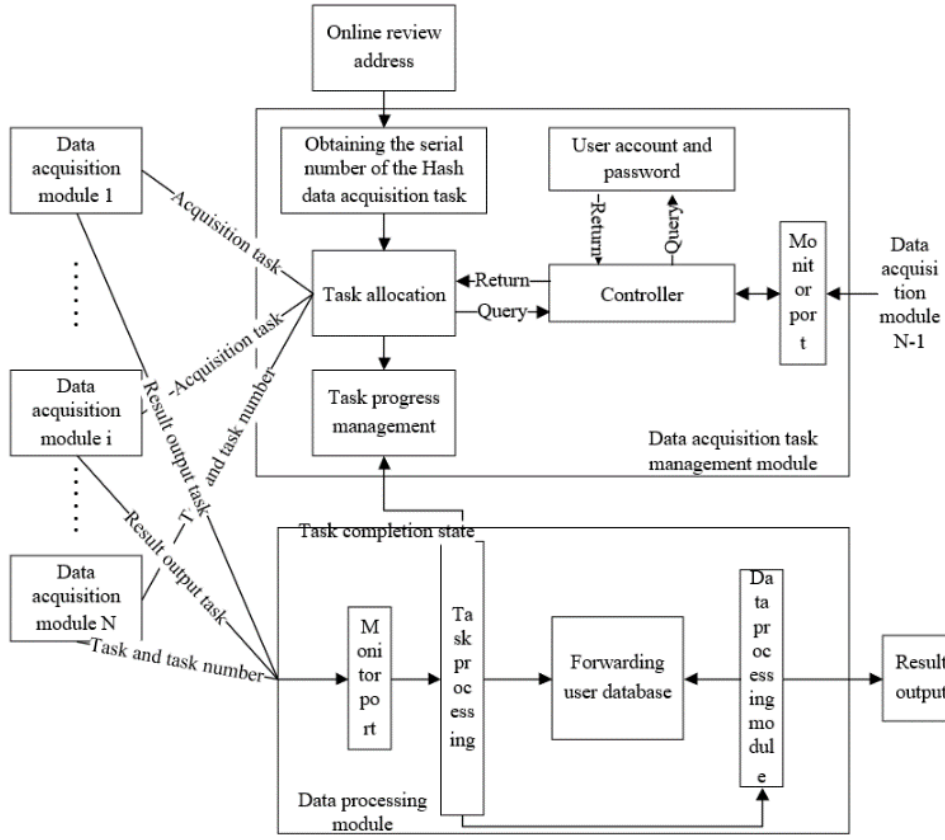 Online review
address
Data
acquisition
module 1
Obtaining the serial
number of the Hash
data acquisition task
User account and
password
Acquisition task
Return
Query
Task allocation
Return
Query
Controller
Mo
nit
or
por
t
Data
acquisi
tion
module
N-1
Acquisition task
Data
acquisition
module i
Result output task
Task progress
management
and task number
Data acquisition task
management module
Result output task
Task completion state
Data
acquisition
module N
Task and task number
M
oni
torp
o
rt
Ta
sk
pr
oc
ess
ing
Forwarding
user database
Da
ta
pr
oc
ess
ing
mo
dul
e
Result
output
Data processing
module